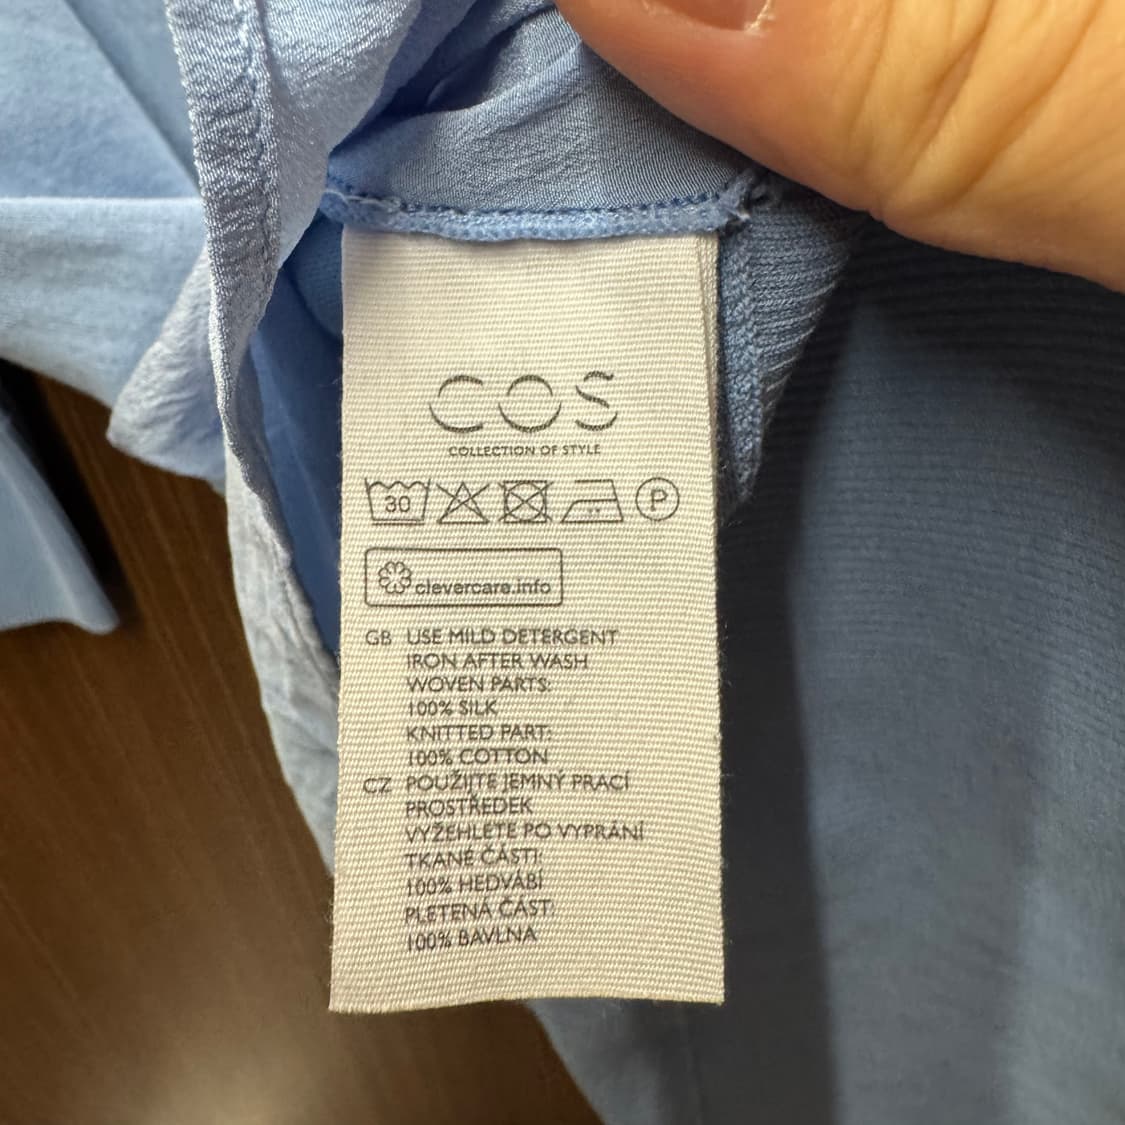 COS
COLLECTION OF STYLE
30 P
clevercare.info
GB USE MILD DETERGENT
IRON AFTER WASH
WOVEN PARTS:
100% SILK
KNITTED PART:
100% COTTON
CZ POUŽIJTE JEMNÝ PRACÍ
PROSTŘEDEK
VYŽEHLETE PO VYPRÁNÍ
TKANÉ ČÁSTI:
100% HEDVÁBÍ
PLETENÁ ČÁST:
100% BAVLNA